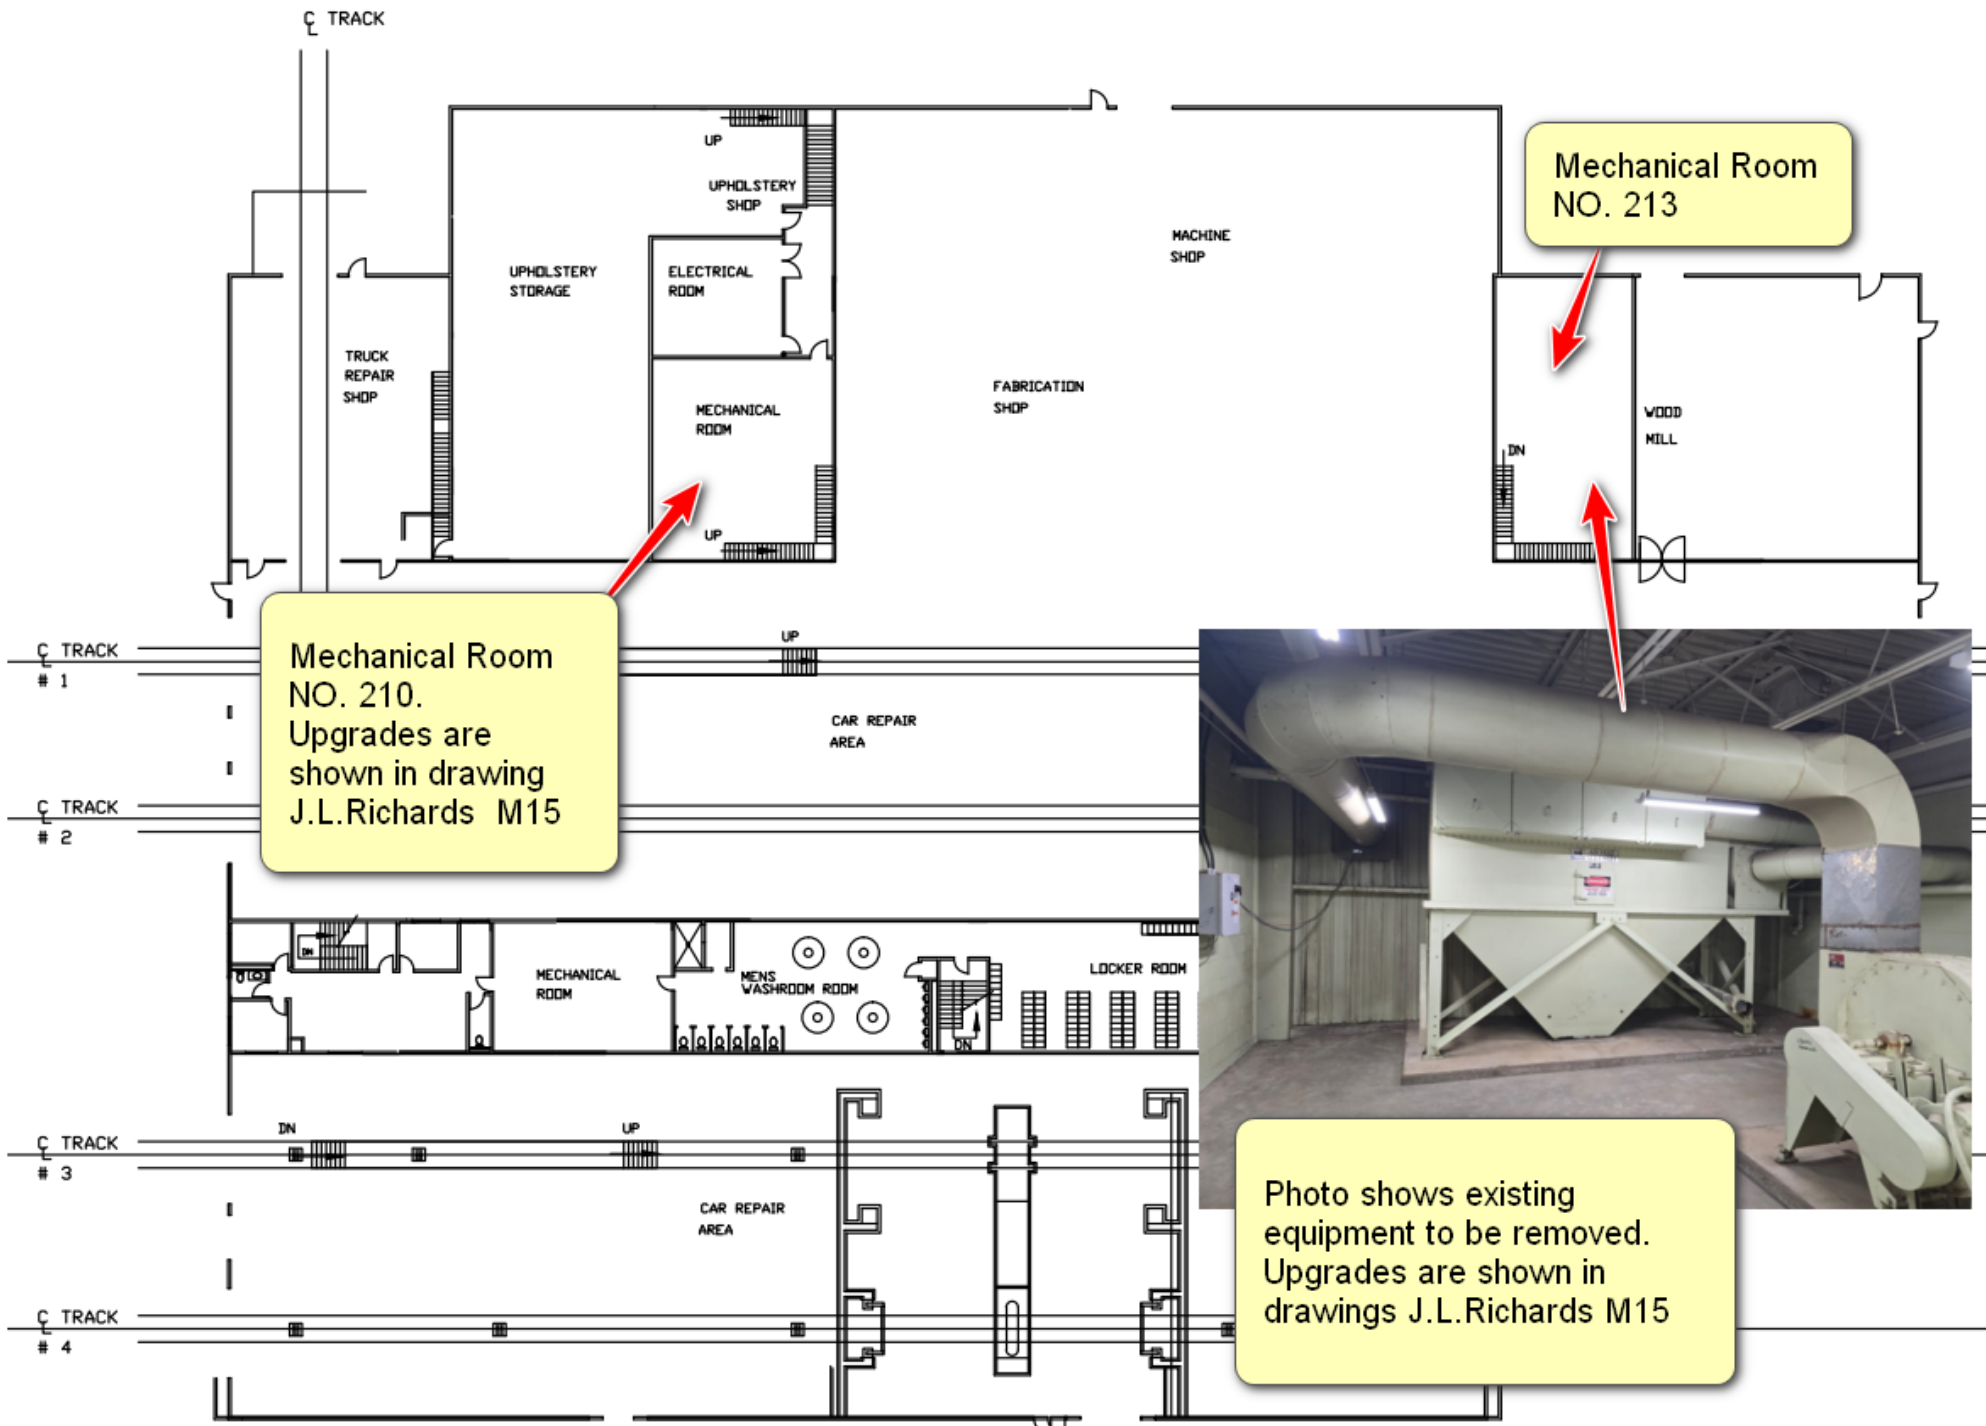 C TRACK
UP
UPHOLSTERY
SHOP
Mechanical Room
NO. 213
MACHINE
SHOP
UPHOLSTERY
STORAGE
ELECTRICAL
ROOM
TRUCK
REPAIR
SHOP
MECHANICAL
ROOM
FABRICATION
SHOP
WOOD
MILL
DN
UP
C TRACK
# 1
UP
Mechanical Room
NO. 210.
Upgrades are
shown in drawing
J.L.Richards M15
CAR REPAIR
AREA
C TRACK
# 2
DN
MECHANICAL
ROOM
MENS
WASHROOM ROOM
LOCKER ROOM
DN
C TRACK
# 3
DN
UP
CAR REPAIR
AREA
Photo shows existing
equipment to be removed.
Upgrades are shown in
drawings J.L.Richards M15
C TRACK
# 4